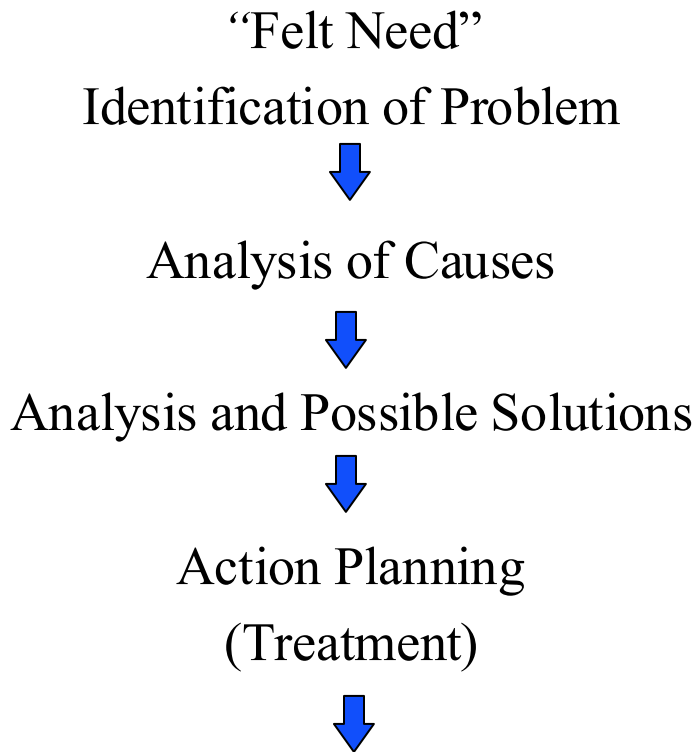 “Felt Need”
Identification of Problem
Analysis of Causes
Analysis and Possible Solutions
Action Planning
(Treatment)